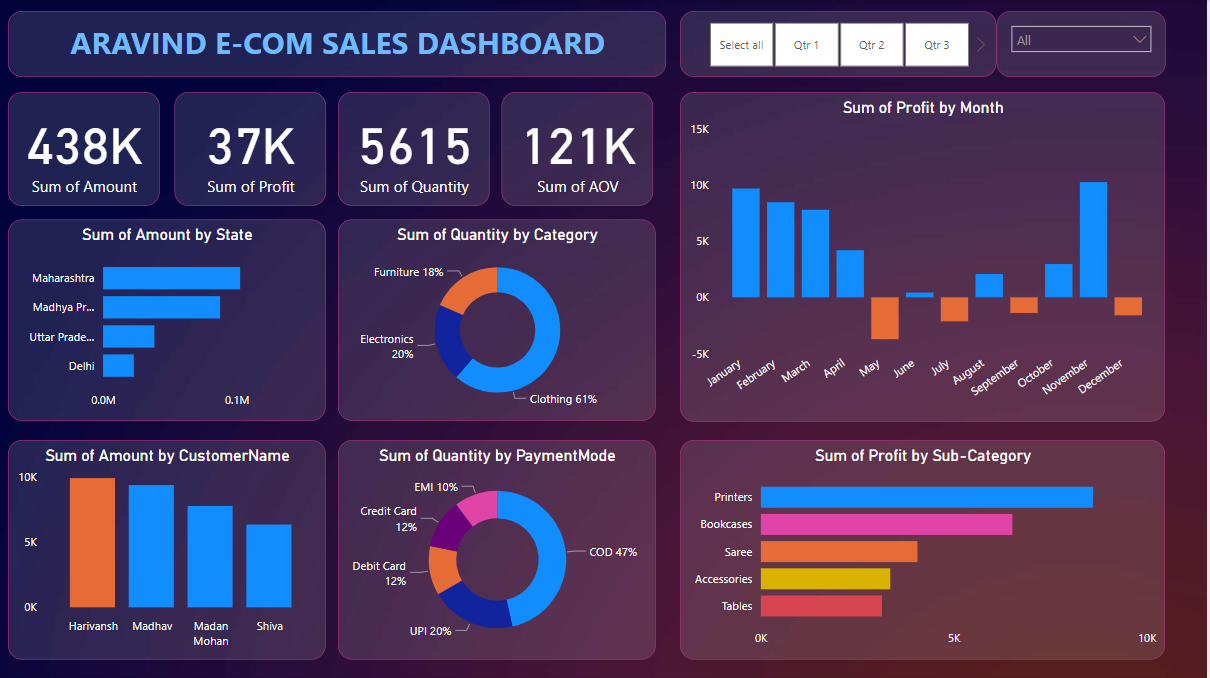 ARAVIND E-COM SALES DASHBOARD
Select all
Qtr 1
Qtr 2
Qtr 3
All
438K
Sum of Amount
37K
Sum of Profit
5615
Sum of Quantity
121K
Sum of AOV
Sum of Profit by Month
15K
10K
5K
0K
-5K
January
February
March
April
May
June
July
August
September
October
November
December
Sum of Amount by State
Maharashtra
Madhya Pr...
Uttar Prade...
Delhi
0.0M
0.1M
Sum of Quantity by Category
Furniture 18%
Electronics
20%
Clothing 61%
Sum of Amount by CustomerName
10K
5K
0K
Harivansh
Madhav
Madan
Mohan
Shiva
Sum of Quantity by PaymentMode
EMI 10%
Credit Card
12%
Debit Card
12%
UPI 20%
COD 47%
Sum of Profit by Sub-Category
Printers
Bookcases
Saree
Accessories
Tables
0K
5K
10K